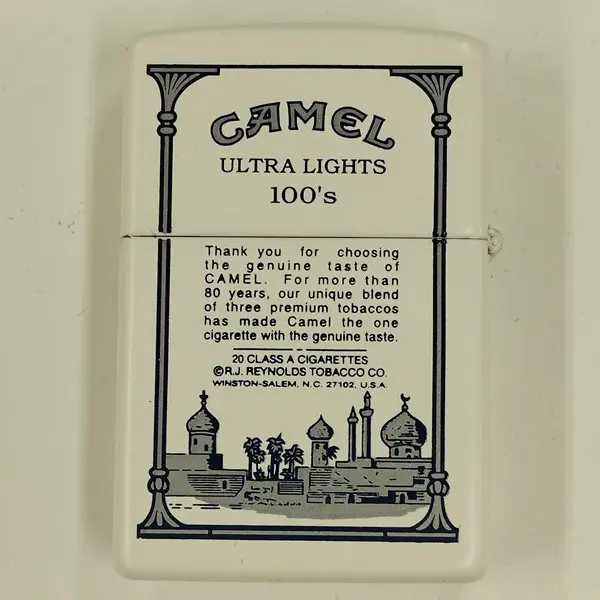 CAMEL
ULTRA LIGHTS
100's
Thank you for choosing
the genuine taste of
CAMEL. For more than
80 years, our unique blend
of three premium tobaccos
has made Camel the one
cigarette with the genuine taste.
20 CLASS A CIGARETTES
©R.J. REYNOLDS TOBACCO CO.
WINSTON-SALEM, N.C. 27102, U.S.A.